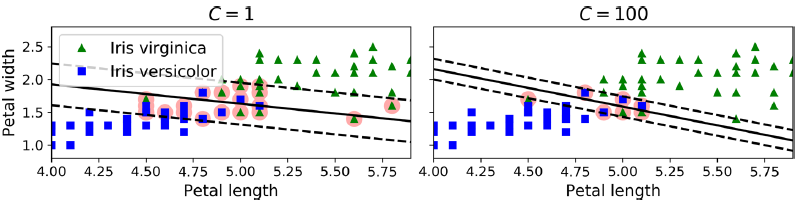 C = 1
C = 100
Petal width
2.5
2.0
1.5
1.0
Iris virginica
Iris versicolor
4.00 4.25 4.50 4.75 5.00 5.25 5.50 5.75
4.00 4.25 4.50 4.75 5.00 5.25 5.50 5.75
Petal length
Petal length